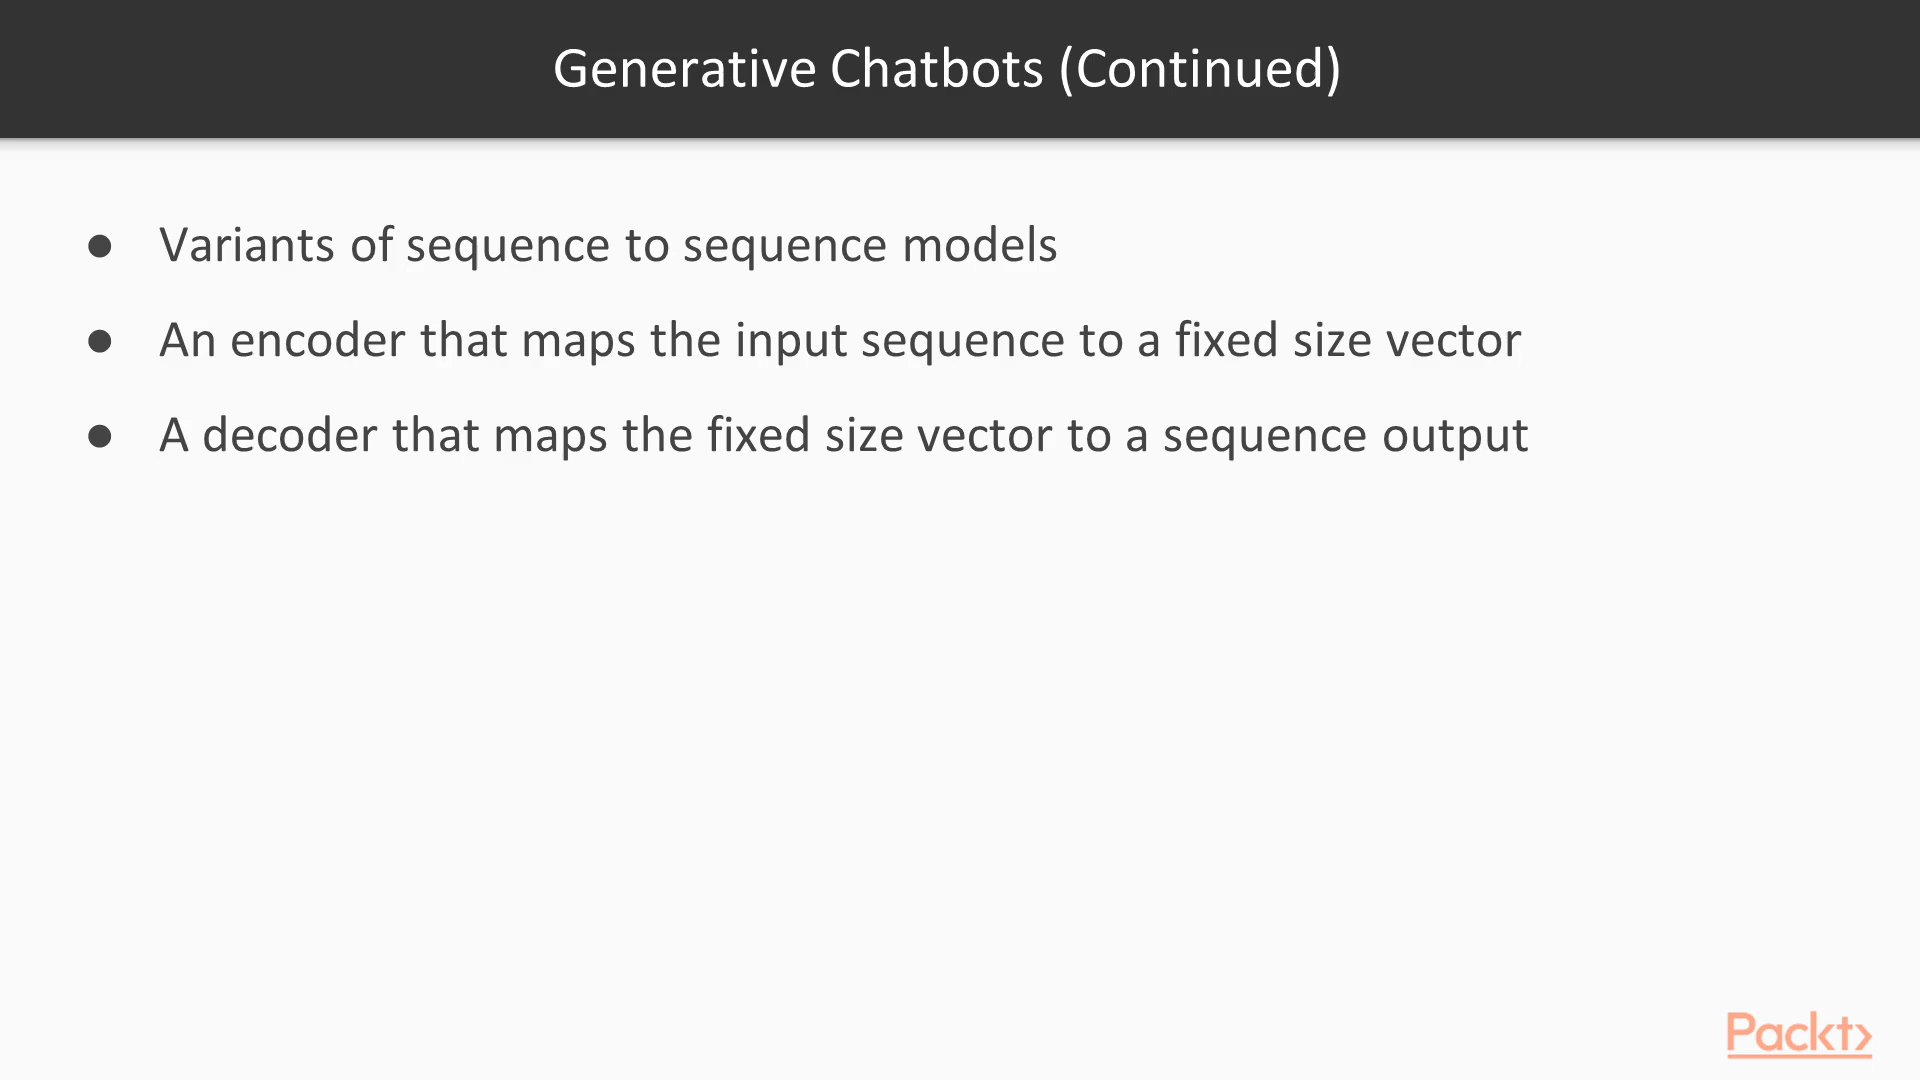 Generative Chatbots (Continued)
● Variants of sequence to sequence models
● An encoder that maps the input sequence to a fixed size vector
● A decoder that maps the fixed size vector to a sequence output
Packt>